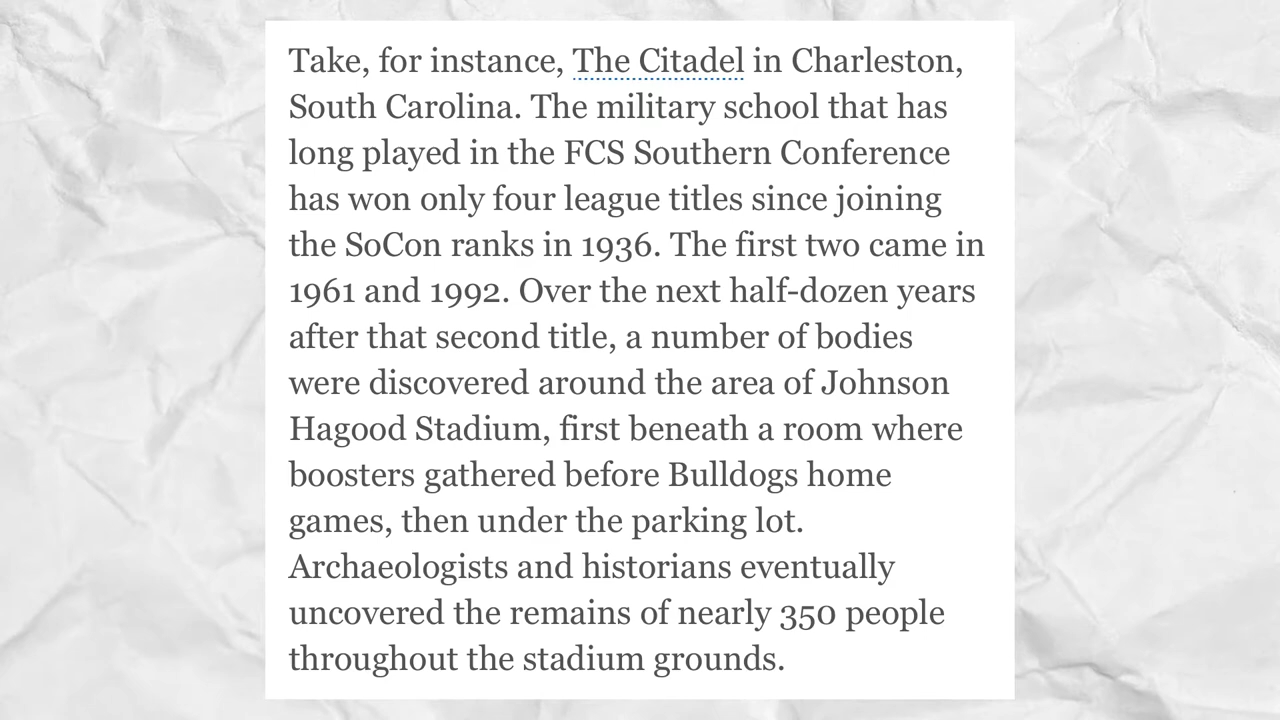 Take, for instance, The Citadel in Charleston,
South Carolina. The military school that has
long played in the FCS Southern Conference
has won only four league titles since joining
the SoCon ranks in 1936. The first two came in
1961 and 1992. Over the next half-dozen years
after that second title, a number of bodies
were discovered around the area of Johnson
Hagood Stadium, first beneath a room where
boosters gathered before Bulldogs home
games, then under the parking lot.
Archaeologists and historians eventually
uncovered the remains of nearly 350 people
throughout the stadium grounds.